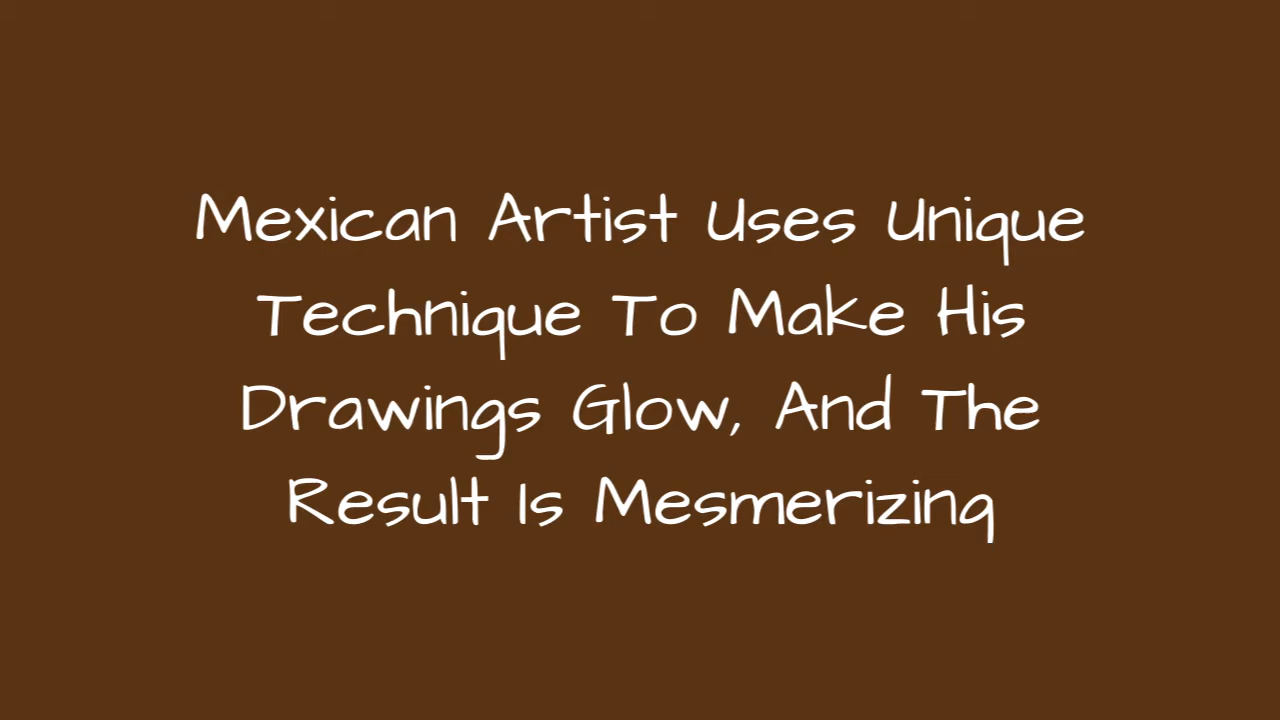 Mexican Artist Uses Unique
Technique To Make His
Drawings Glow, And The
Result Is Mesmerizing